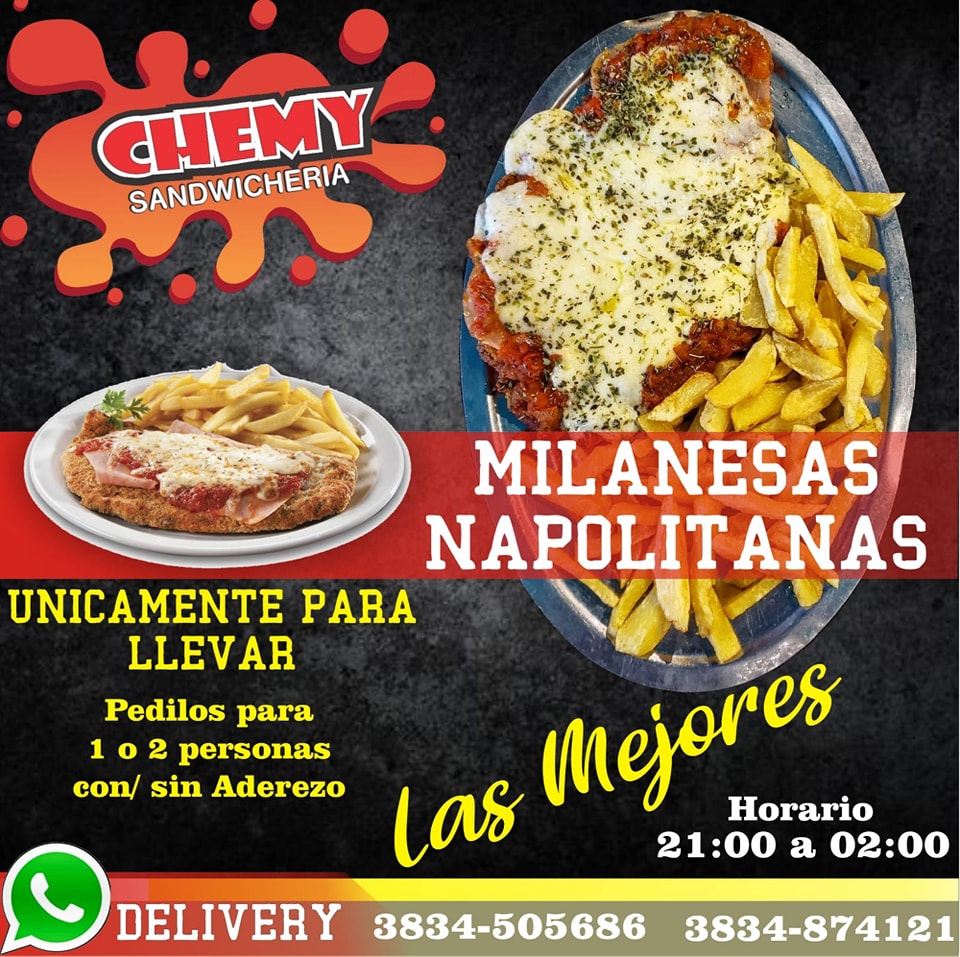 CHEMY
SANDWICHERIA
MILANESAS
NAPOLITANAS
UNICAMENTE PARA
LLEVAR
Pedilos para
1 o 2 personas
con/ sin Aderezo
Las Mejores
Horario
21:00 a 02:00
DELIVERY 3834-505686 3834-874121